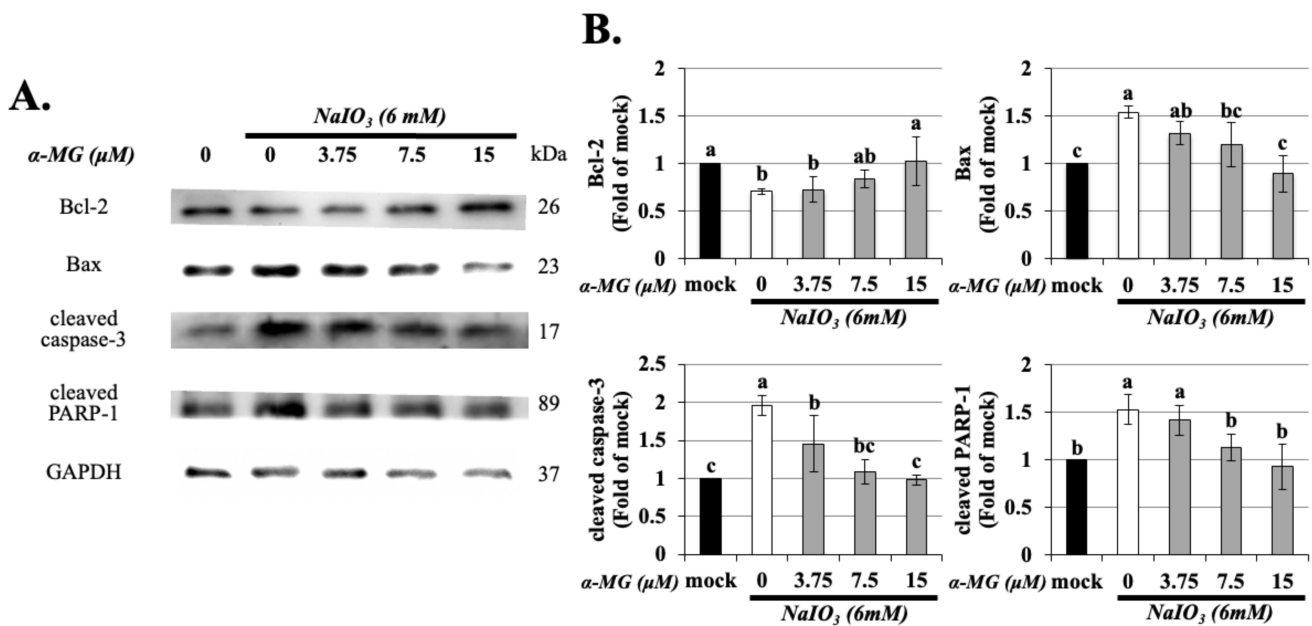 A.
NaIO3 (6 mM)
α-MG (μM) 0 0 3.75 7.5 15 kDa
Bcl-2 26
Bax 23
cleaved
caspase-3 17
cleaved
PARP-1 89
GAPDH 37
B.
Bcl-2
(Fold of mock)
2
1.5
1
0.5
0
a b b ab a
α-MG (μM) mock 0 3.75 7.5 15
NaIO3 (6mM)
Bax
(Fold of mock)
2
1.5
1
0.5
0
c a ab bc c
α-MG (μM) mock 0 3.75 7.5 15
NaIO3 (6mM)
cleaved caspase-3
(Fold of mock)
2.5
2
1.5
1
0.5
0
c a b bc c
α-MG (μM) mock 0 3.75 7.5 15
NaIO3 (6mM)
cleaved PARP-1
(Fold of mock)
2
1.5
1
0.5
0
b a a b b
α-MG (μM) mock 0 3.75 7.5 15
NaIO3 (6mM)